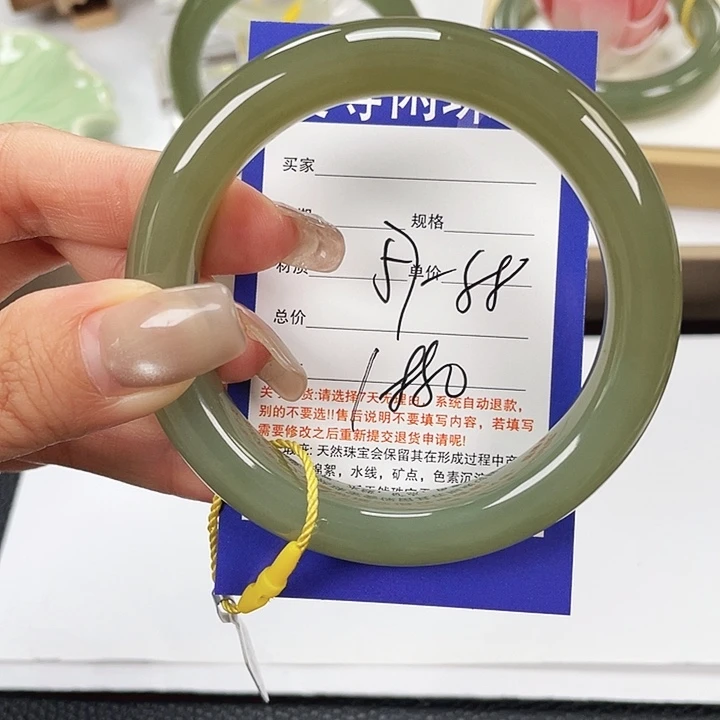 买家
规格
材质 单价
57-88
总价
1880
货:请选择7天无理由,系统自动退款,
别的不要选!!售后说明不要填写内容，若填写
需要修改之后重新提交退货申请呢!
天然珠宝会保留其在形成过程中
棉絮，水线，矿点，色素沉